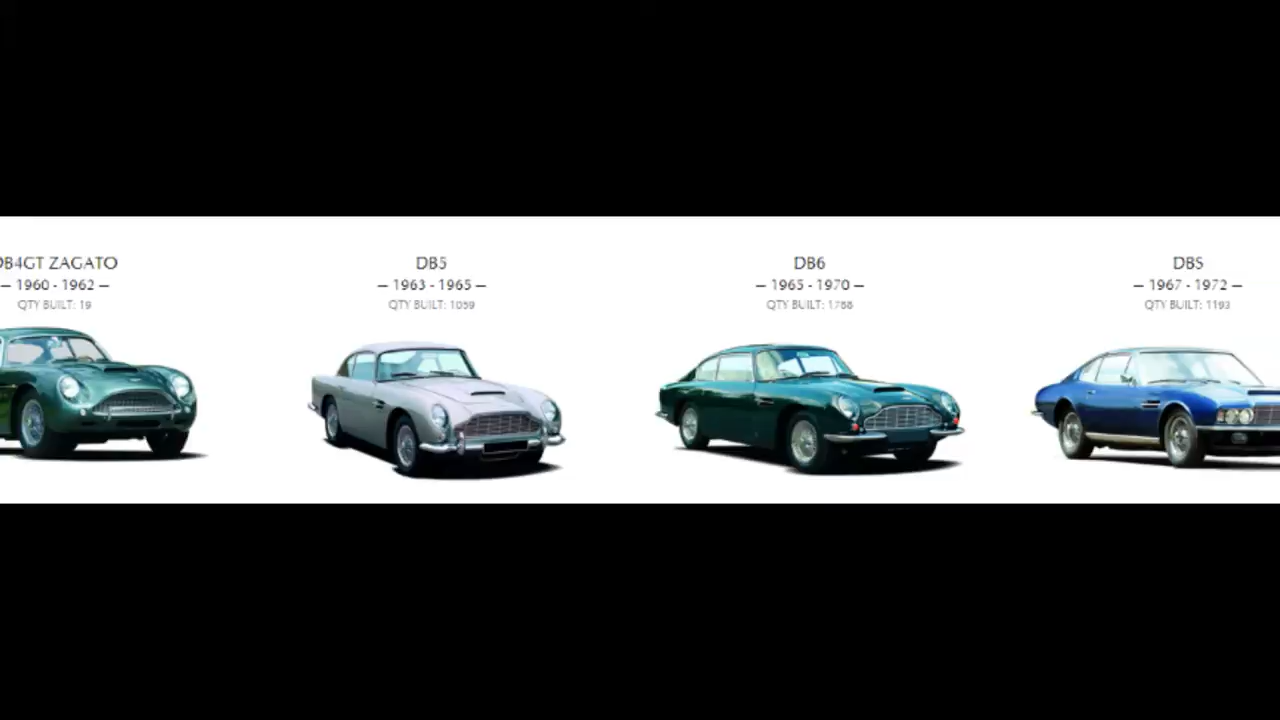 DB4GT ZAGATO
— 1960 - 1962 —
QTY BUILT: 19
DB5
— 1963 - 1965 —
QTY BUILT: 1059
DB6
— 1965 - 1970 —
QTY BUILT: 1788
DBS
— 1967 - 1972 —
QTY BUILT: 1193